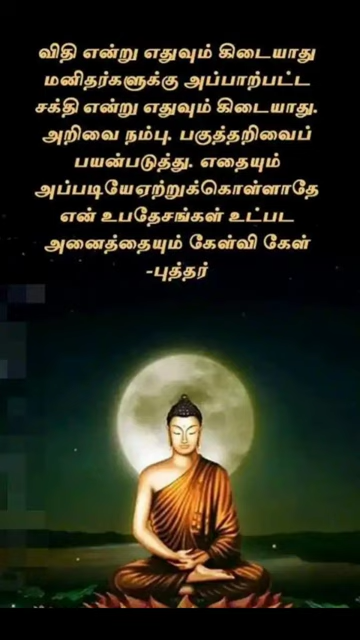 விதி என்று எதுவும் கிடையாது
மனிதர்களுக்கு அப்பாற்பட்ட
சக்தி என்று எதுவும் கிடையாது.
அறிவை நம்பு. பகுத்தறிவைப்
பயன்படுத்து. எதையும்
அப்படியேஏற்றுக்கொள்ளாதே
என் உபதேசங்கள் உட்பட
அனைத்தையும் கேள்வி கேள்
-புத்தர்